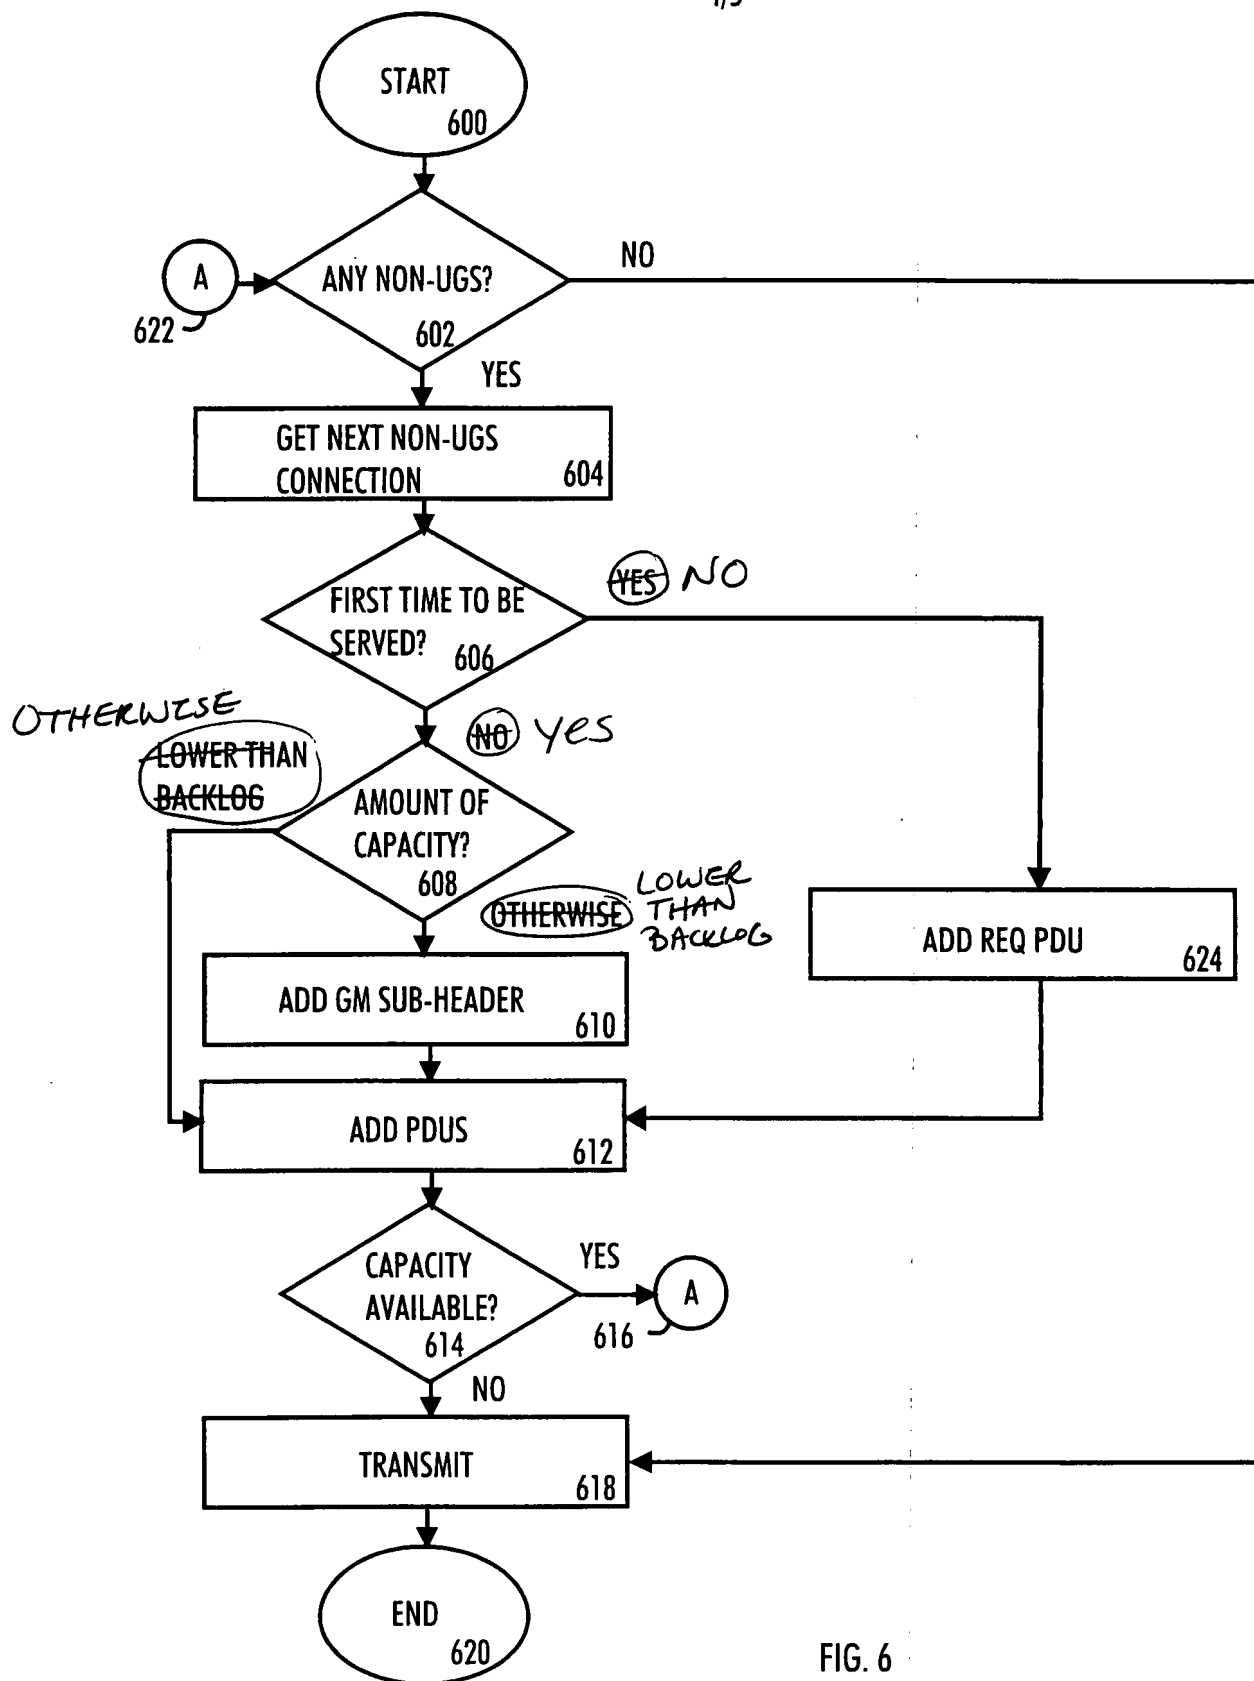 START
600
A
622
ANY NON-UGS?
602
NO
YES
GET NEXT NON-UGS
CONNECTION
604
FIRST TIME TO BE
SERVED?
606
YES NO
OTHERWISE
LOWER THAN
BACKLOG
NO Yes
AMOUNT OF
CAPACITY?
608
OTHERWISE
LOWER
THAN
BACKLOG
ADD REQ PDU
624
ADD GM SUB-HEADER
610
ADD PDUS
612
CAPACITY
AVAILABLE?
614
YES
A
616
NO
TRANSMIT
618
END
620
FIG. 6